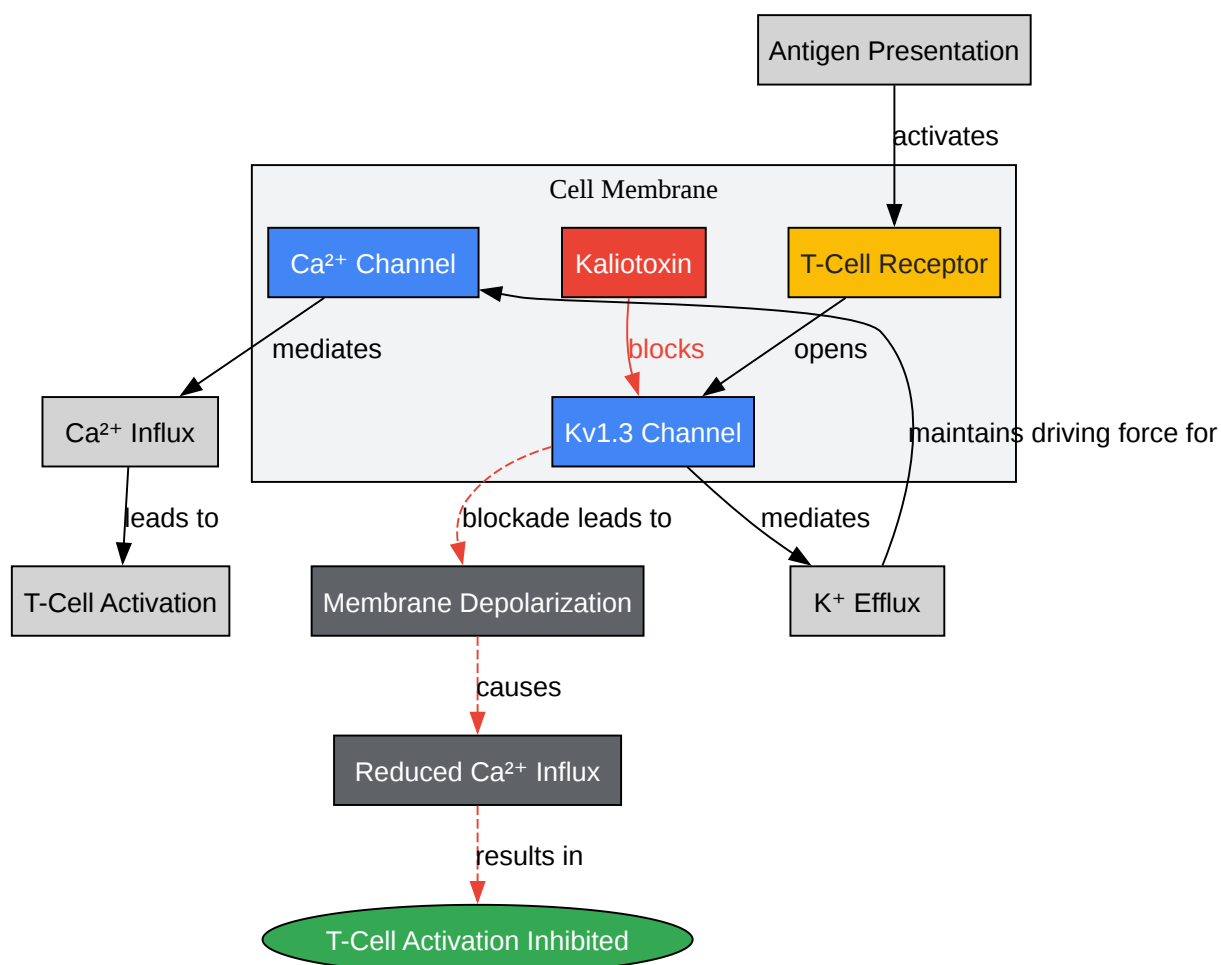 Antigen Presentation
activates
Cell Membrane
Ca²⁺ Channel
Kaliotoxin
T-Cell Receptor
mediates
blocks
opens
Ca²⁺ Influx
Kv1.3 Channel
maintains driving force for
leads to
blockade leads to
mediates
T-Cell Activation
Membrane Depolarization
K⁺ Efflux
causes
Reduced Ca²⁺ Influx
results in
T-Cell Activation Inhibited